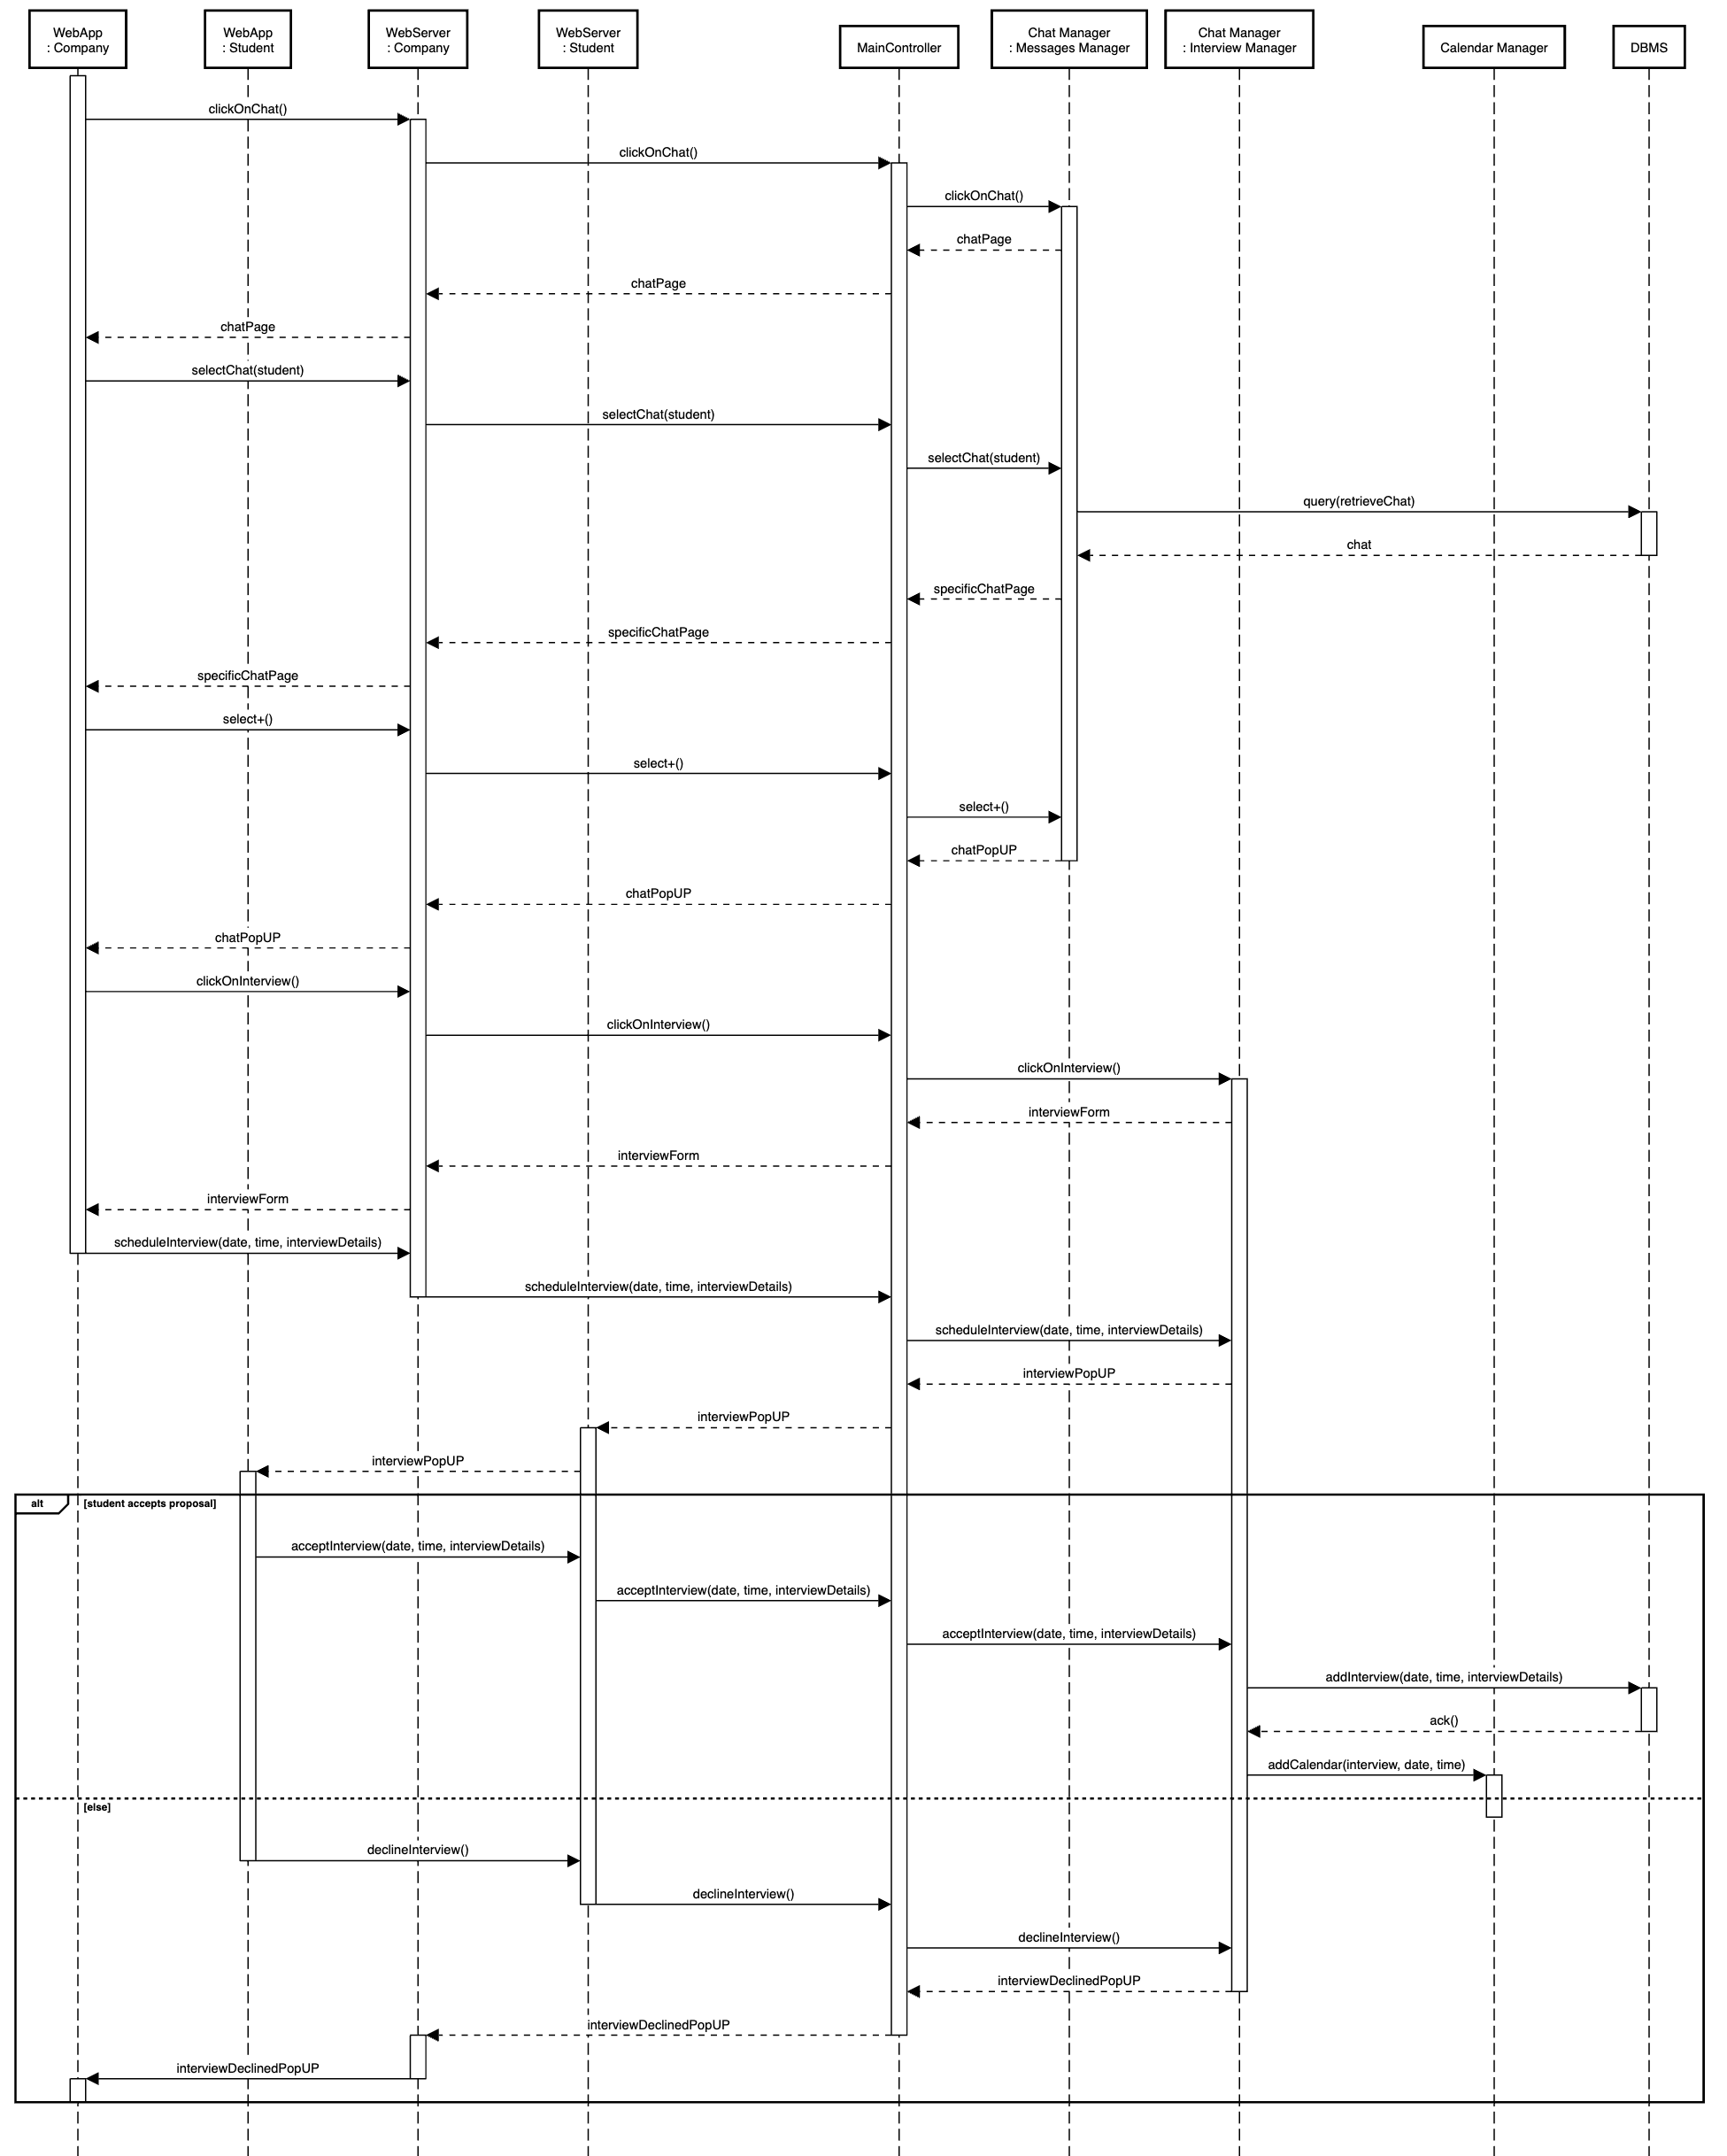 WebApp
: Company
WebApp
: Student
WebServer
: Company
WebServer
: Student
MainController
Chat Manager
: Messages Manager
Chat Manager
: Interview Manager
Calendar Manager
DBMS
clickOnChat()
clickOnChat()
clickOnChat()
chatPage
chatPage
chatPage
selectChat(student)
selectChat(student)
selectChat(student)
query(retrieveChat)
chat
specificChatPage
specificChatPage
specificChatPage
select+()
select+()
select+()
chatPopUP
chatPopUP
chatPopUP
clickOnInterview()
clickOnInterview()
clickOnInterview()
interviewForm
interviewForm
interviewForm
scheduleInterview(date, time, interviewDetails)
scheduleInterview(date, time, interviewDetails)
scheduleInterview(date, time, interviewDetails)
interviewPopUP
interviewPopUP
interviewPopUP
alt [student accepts proposal]
acceptInterview(date, time, interviewDetails)
acceptInterview(date, time, interviewDetails)
acceptInterview(date, time, interviewDetails)
addInterview(date, time, interviewDetails)
ack()
addCalendar(interview, date, time)
[else]
declineInterview()
declineInterview()
declineInterview()
interviewDeclinedPopUP
interviewDeclinedPopUP
interviewDeclinedPopUP